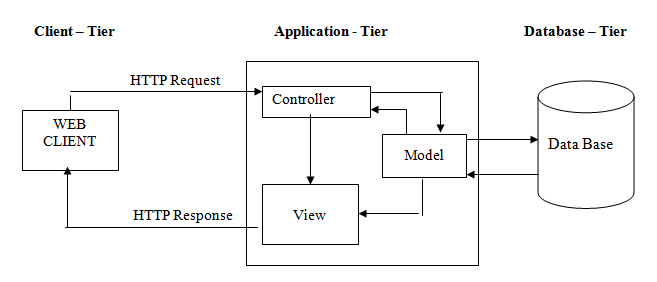 Client – Tier
Application - Tier
Database – Tier
HTTP Request
Controller
WEB
CLIENT
Model
Data Base
View
HTTP Response